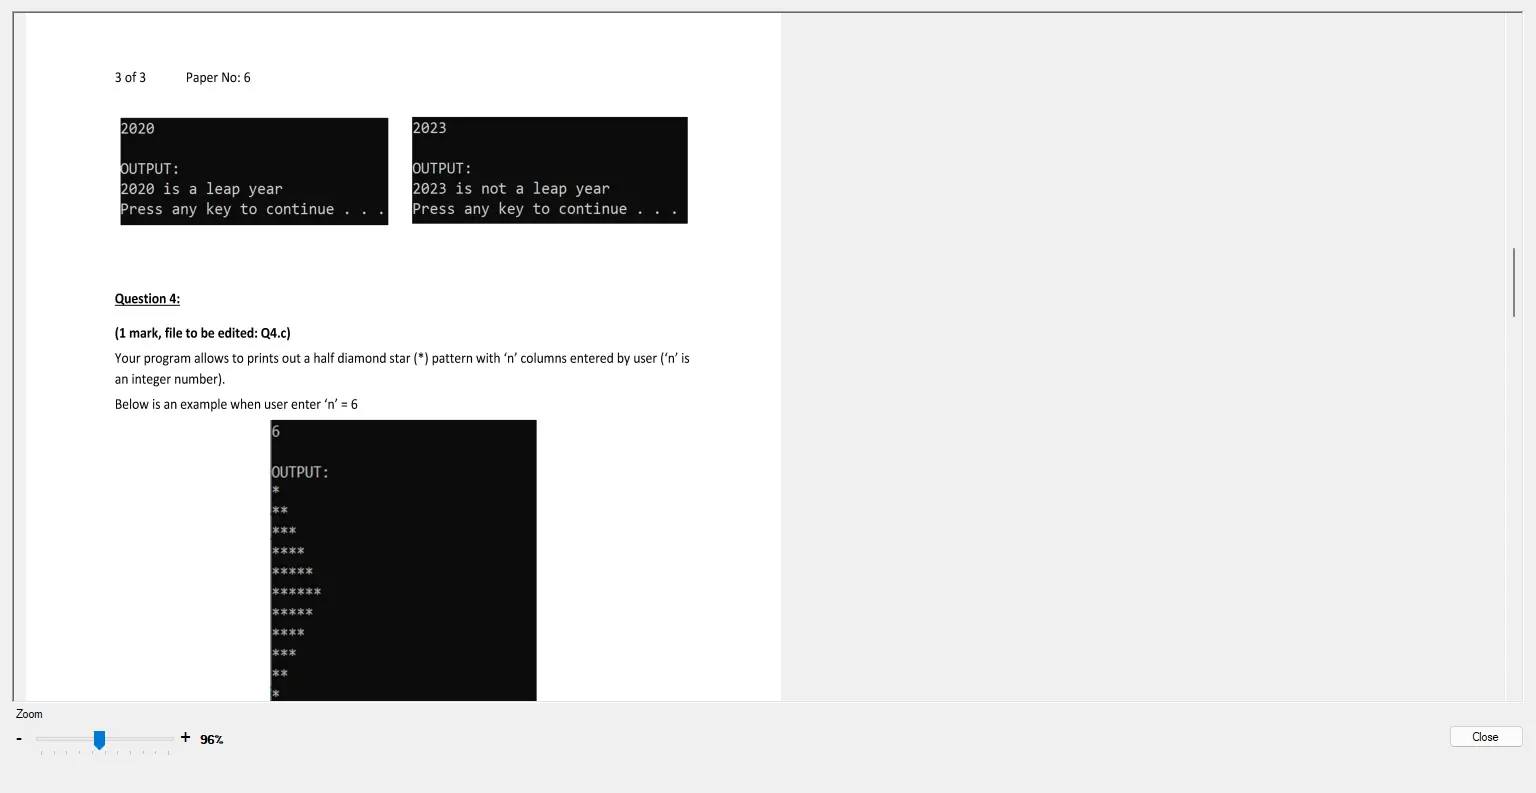 3 of 3 Paper No: 6
2020
OUTPUT:
2020 is a leap year
Press any key to continue . . .
2023
OUTPUT:
2023 is not a leap year
Press any key to continue . . .
Question 4:
(1 mark, file to be edited: Q4.c)
Your program allows to prints out a half diamond star (*) pattern with ‘n’ columns entered by user (‘n’ is
an integer number).
Below is an example when user enter ‘n’ = 6
6
OUTPUT:
*
**
***
****
*****
******
*****
****
***
**
*
Zoom
- + 96%
Close